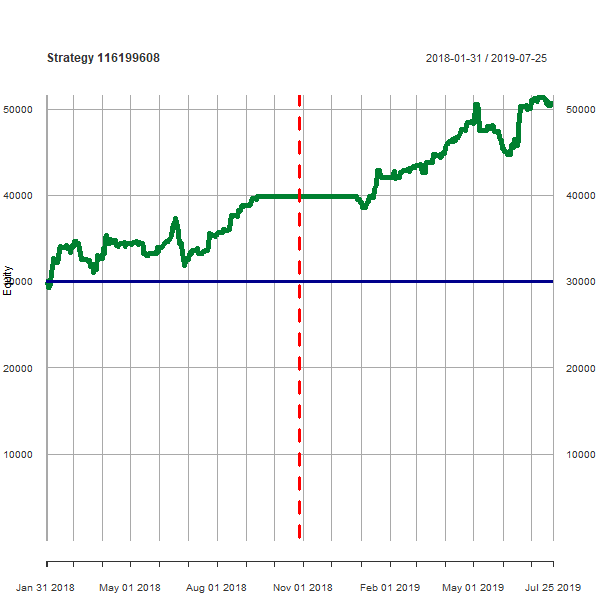 Strategy 116199608
2018-01-31 / 2019-07-25
50000 50000
40000 40000
30000 30000
20000 20000
10000 10000
Equity
Jan 31 2018 May 01 2018 Aug 01 2018 Nov 01 2018 Feb 01 2019 May 01 2019 Jul 25 2019